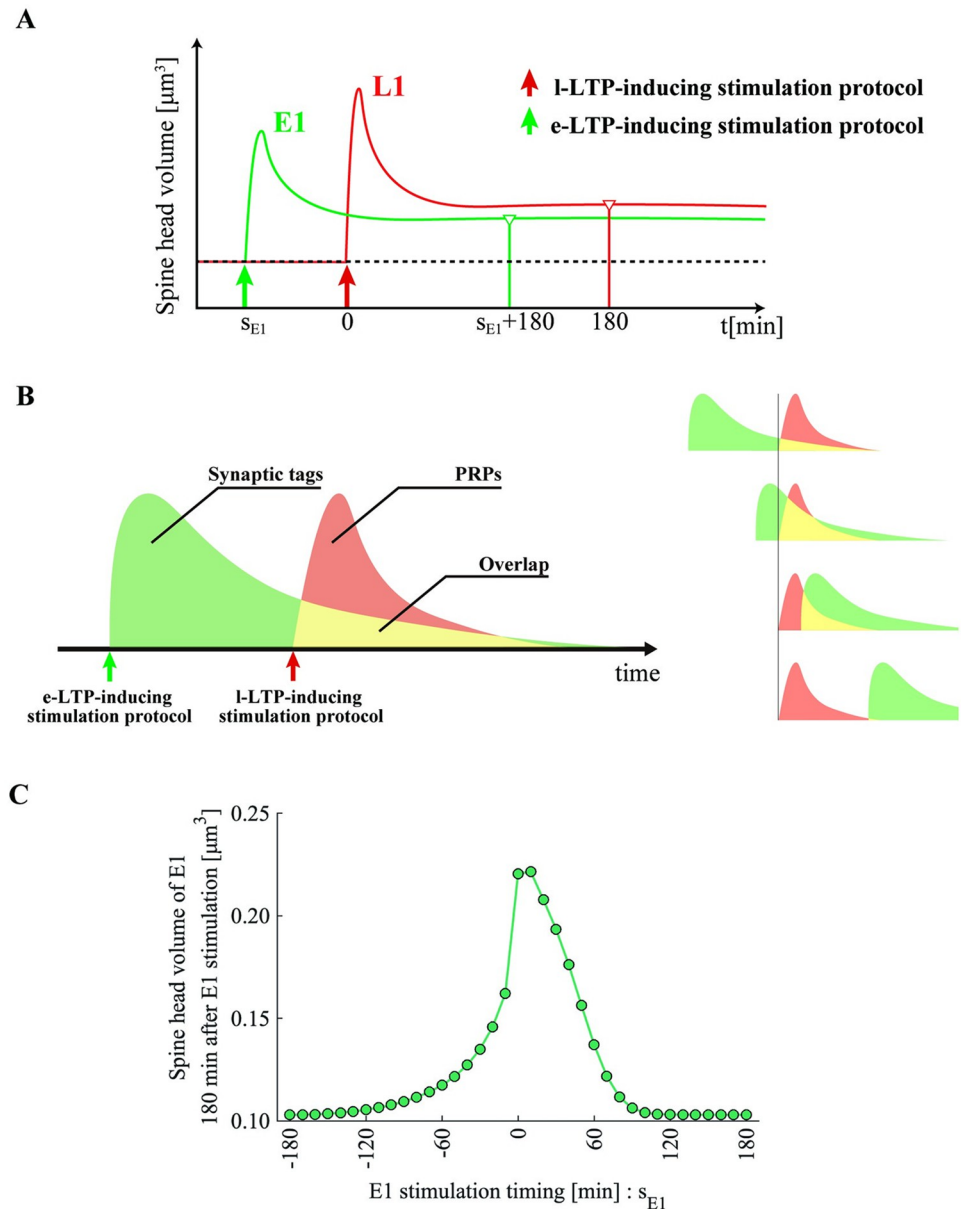 A
Spine head volume [μm³]
E1
L1
l-LTP-inducing stimulation protocol
e-LTP-inducing stimulation protocol
sE1
0
sE1+180
180
t[min]
B
Synaptic tags
PRPs
Overlap
time
e-LTP-inducing
stimulation protocol
l-LTP-inducing
stimulation protocol
C
Spine head volume of E1
180 min after E1 stimulation [μm³]
0.25
0.20
0.15
0.10
-180
-120
-60
0
60
120
180
E1 stimulation timing [min] : sE1